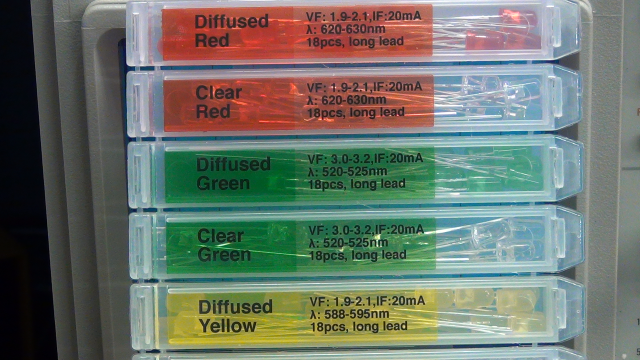 Diffused
Red
VF: 1.9-2.1,IF:20mA
λ: 620-630nm
18pcs, long lead
Clear
Red
VF: 1.9-2.1,IF:20mA
λ: 620-630nm
18pcs, long lead
Diffused
Green
VF: 3.0-3.2,IF:20mA
λ: 520-525nm
18pcs, long lead
Clear
Green
VF: 3.0-3.2,IF:20mA
λ: 520-525nm
18pcs, long lead
Diffused
Yellow
VF: 1.9-2.1,IF:20mA
λ: 588-595nm
18pcs, long lead